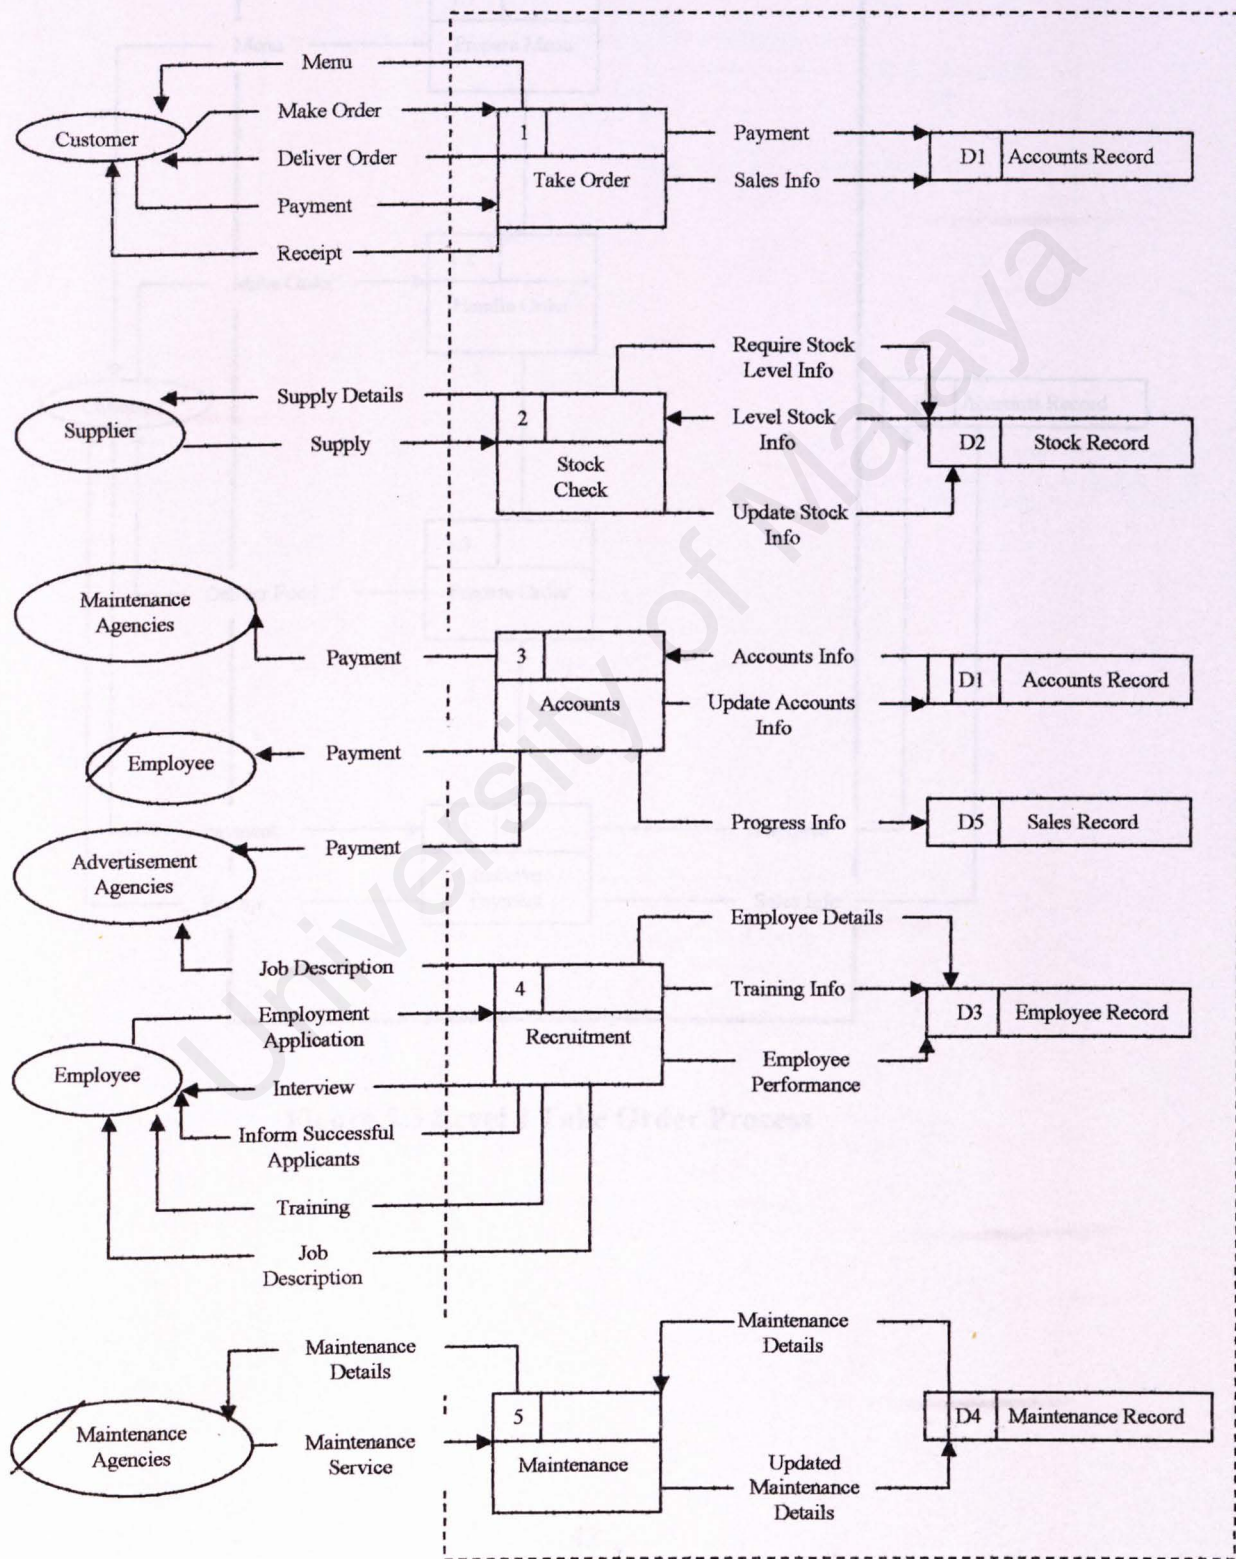 Menu
Make Order
Customer
Deliver Order
Payment
Receipt
1
Take Order
Payment
Sales Info
D1 Accounts Record
Supply Details
Supplier
Supply
2
Stock
Check
Require Stock
Level Info
Level Stock
Info
Update Stock
Info
D2 Stock Record
Maintenance
Agencies
Payment
Employee
Payment
Advertisement
Agencies
Payment
3
Accounts
Accounts Info
Update Accounts
Info
D1 Accounts Record
Progress Info
D5 Sales Record
Job Description
Employment
Application
Employee
Interview
Inform Successful
Applicants
Training
Job
Description
4
Recruitment
Employee Details
Training Info
Employee
Performance
D3 Employee Record
Maintenance
Details
Maintenance
Agencies
Maintenance
Service
5
Maintenance
Maintenance
Details
Updated
Maintenance
Details
D4 Maintenance Record
University of Malaya